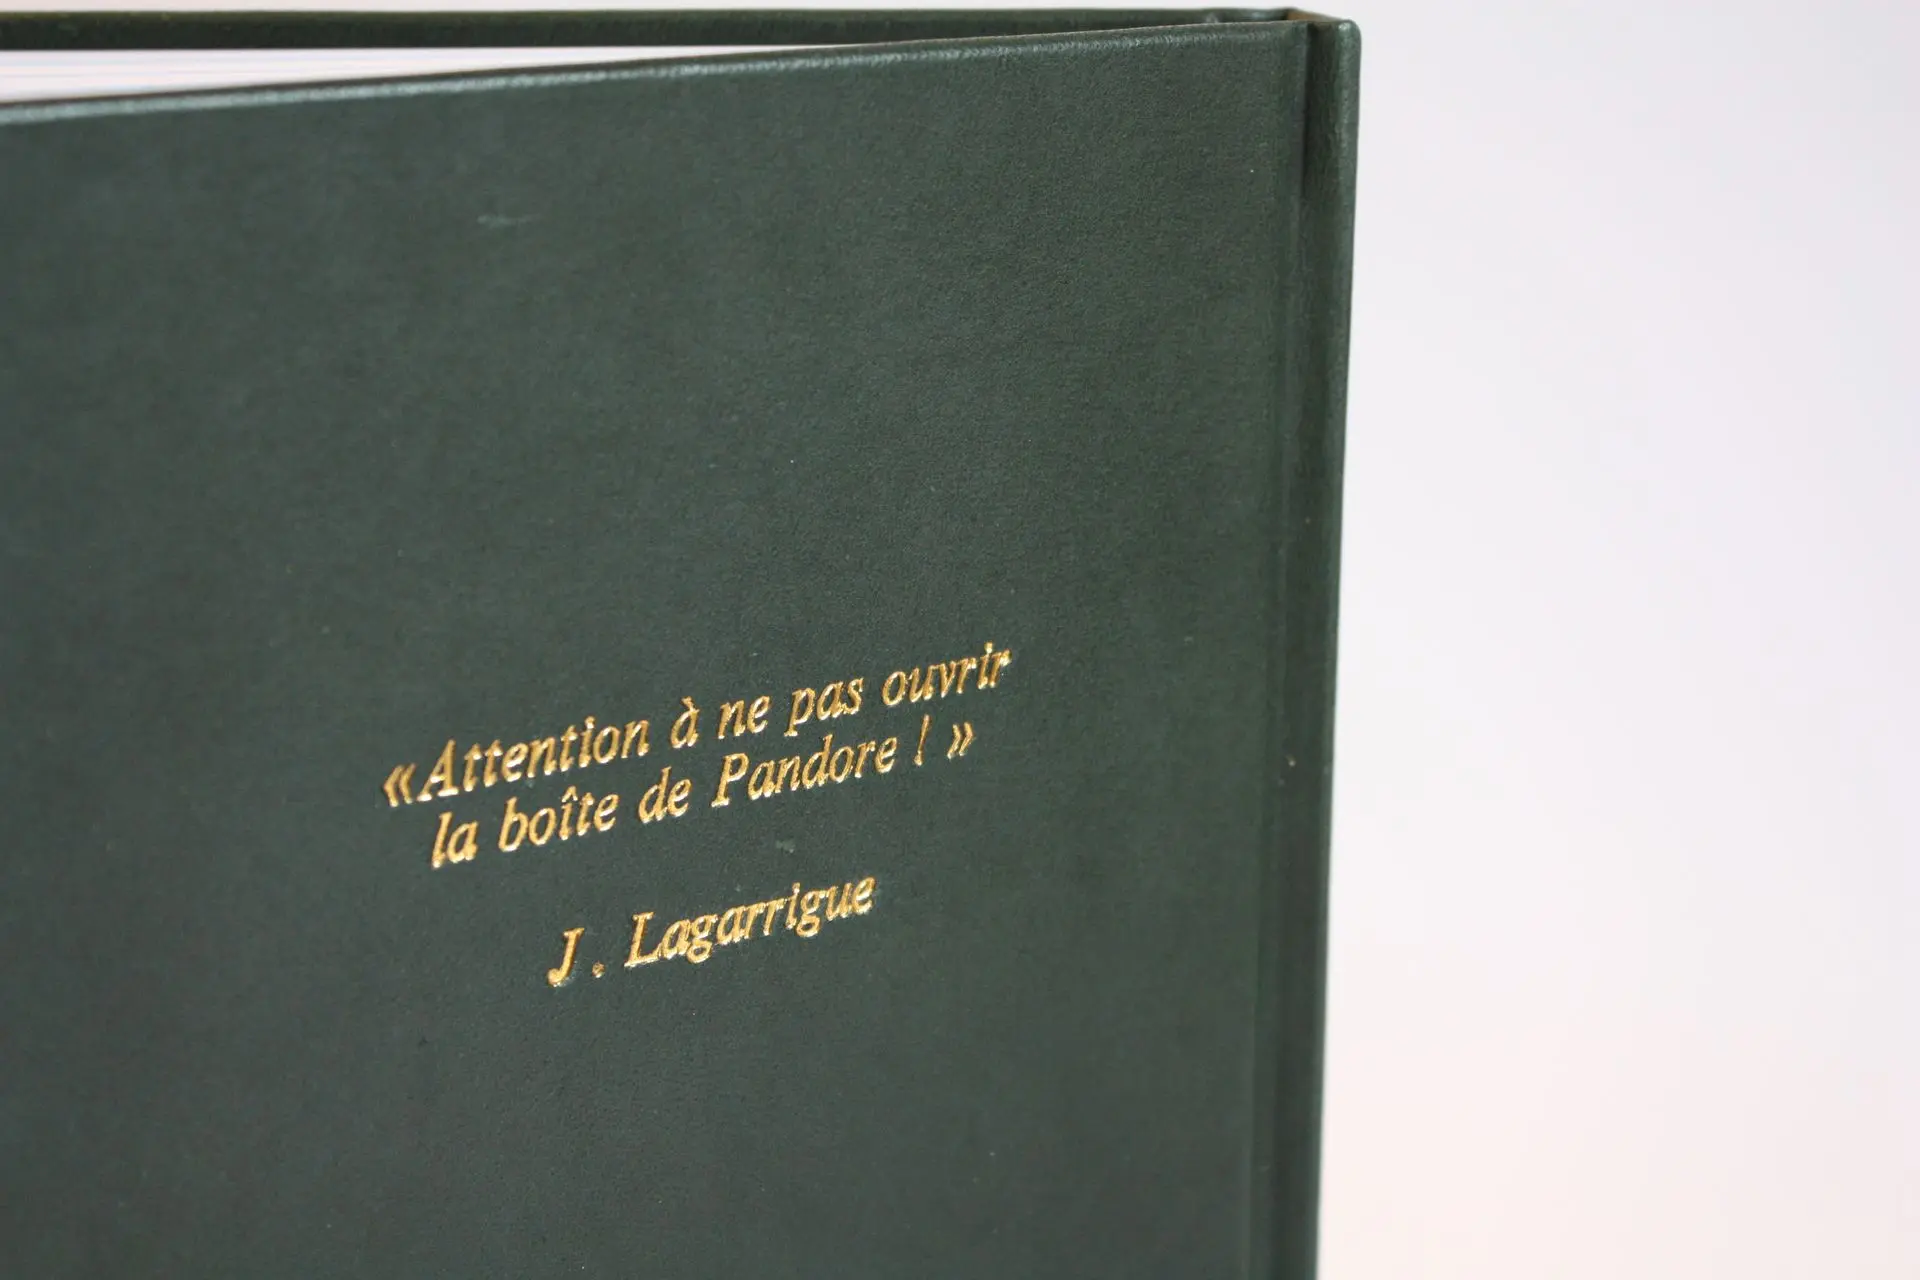 «Attention à ne pas ouvrir
la boîte de Pandore ! »
J. Lagarrigue